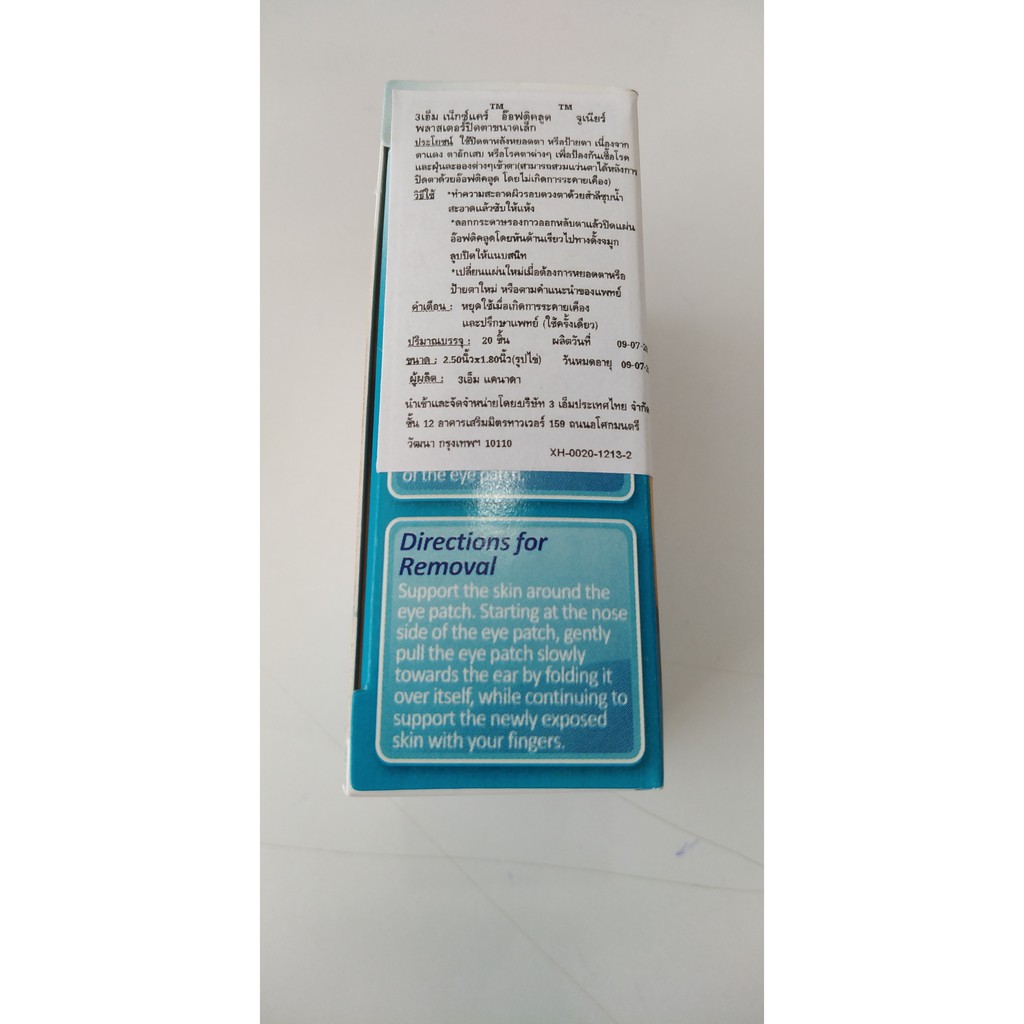 3เอ็ม เน็กซ์แคร์™ อ๊อฟติคลูด™ จูเนียร์
พลาสเตอร์ปิดตาขนาดเล็ก
ประโยชน์ ใช้ปิดตาหลังหยอดตา หรือป้ายตา เนื่องจาก
ตาแดง ตาอักเสบ หรือโรคตาต่างๆ เพื่อป้องกันเชื้อโรค
และฝุ่นละอองต่างๆเข้าตา(สามารถสวมแว่นตาได้หลังการ
ปิดตาด้วยอ๊อฟติคลูด โดยไม่เกิดการระคายเคือง)
วิธีใช้ *ทำความสะอาดผิวรอบดวงตาด้วยสำลีชุบน้ำ
สะอาดแล้วซับให้แห้ง
*ลอกกระดาษรองกาวออกหลับตาแล้วปิดแผ่น
อ๊อฟติคลูดโดยหันด้านเรียวไปทางดั้งจมูก
ลูบปิดให้แนบสนิท
*เปลี่ยนแผ่นใหม่เมื่อต้องการหยอดตาหรือ
ป้ายตาใหม่ หรือตามคำแนะนำของแพทย์
คำเตือน : หยุดใช้เมื่อเกิดการระคายเคือง
และปรึกษาแพทย์ (ใช้ครั้งเดียว)
ปริมาณบรรจุ : 20 ชิ้น ผลิตวันที่ 09-07-20
ขนาด : 2.50นิ้วx1.80นิ้ว(รูปไข่) วันหมดอายุ 09-07-
ผู้ผลิต : 3เอ็ม แคนาดา
นำเข้าและจัดจำหน่ายโดย:บริษัท 3 เอ็มประเทศไทย จำกัด
ชั้น 12 อาคารเสริมมิตรทาวเวอร์ 159 ถนนอโศกมนตรี
วัฒนา กรุงเทพฯ 10110
XH-0020-1213-2
of the eye patch.
Directions for
Removal
Support the skin around the
eye patch. Starting at the nose
side of the eye patch, gently
pull the eye patch slowly
towards the ear by folding it
over itself, while continuing to
support the newly exposed
skin with your fingers.